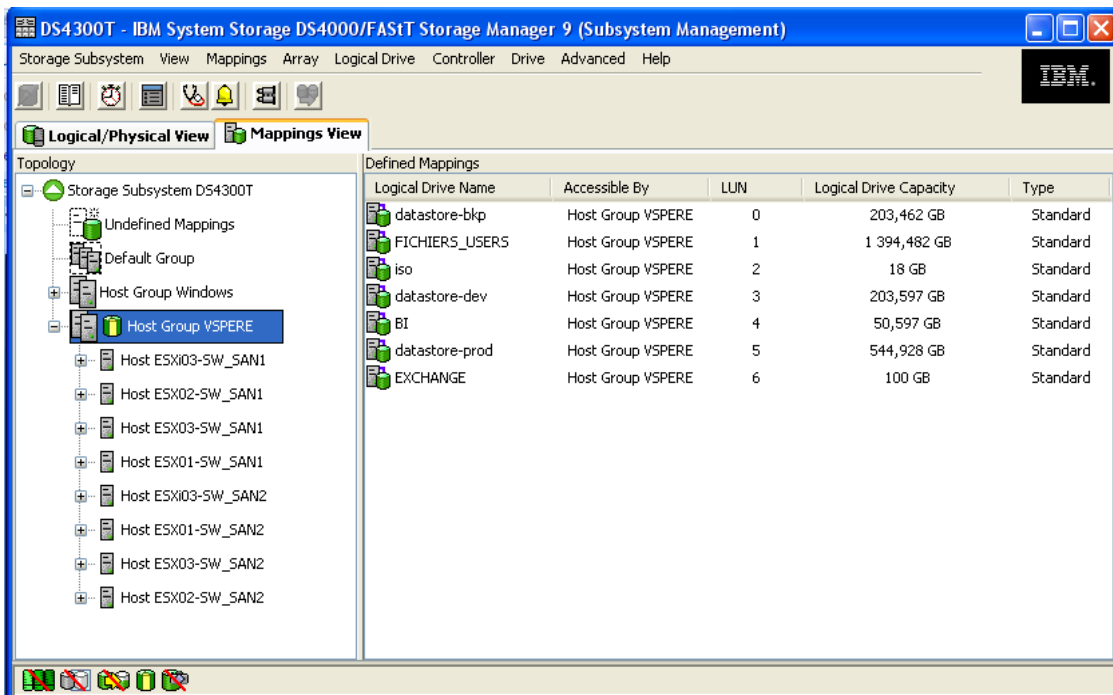 DS4300T - IBM System Storage DS4000/FAStT Storage Manager 9 (Subsystem Management)
Storage Subsystem View Mappings Array Logical Drive Controller Drive Advanced Help
IBM.
Logical/Physical View Mappings View
Topology
Storage Subsystem DS4300T
Undefined Mappings
Default Group
Host Group Windows
Host Group VSPERE
Host ESXi03-SW_SAN1
Host ESX02-SW_SAN1
Host ESX03-SW_SAN1
Host ESX01-SW_SAN1
Host ESXi03-SW_SAN2
Host ESX01-SW_SAN2
Host ESX03-SW_SAN2
Host ESX02-SW_SAN2
Defined Mappings
Logical Drive Name Accessible By LUN Logical Drive Capacity Type
datastore-bkp Host Group VSPERE 0 203,462 GB Standard
FICHIERS_USERS Host Group VSPERE 1 1 394,482 GB Standard
iso Host Group VSPERE 2 18 GB Standard
datastore-dev Host Group VSPERE 3 203,597 GB Standard
BI Host Group VSPERE 4 50,597 GB Standard
datastore-prod Host Group VSPERE 5 544,928 GB Standard
EXCHANGE Host Group VSPERE 6 100 GB Standard